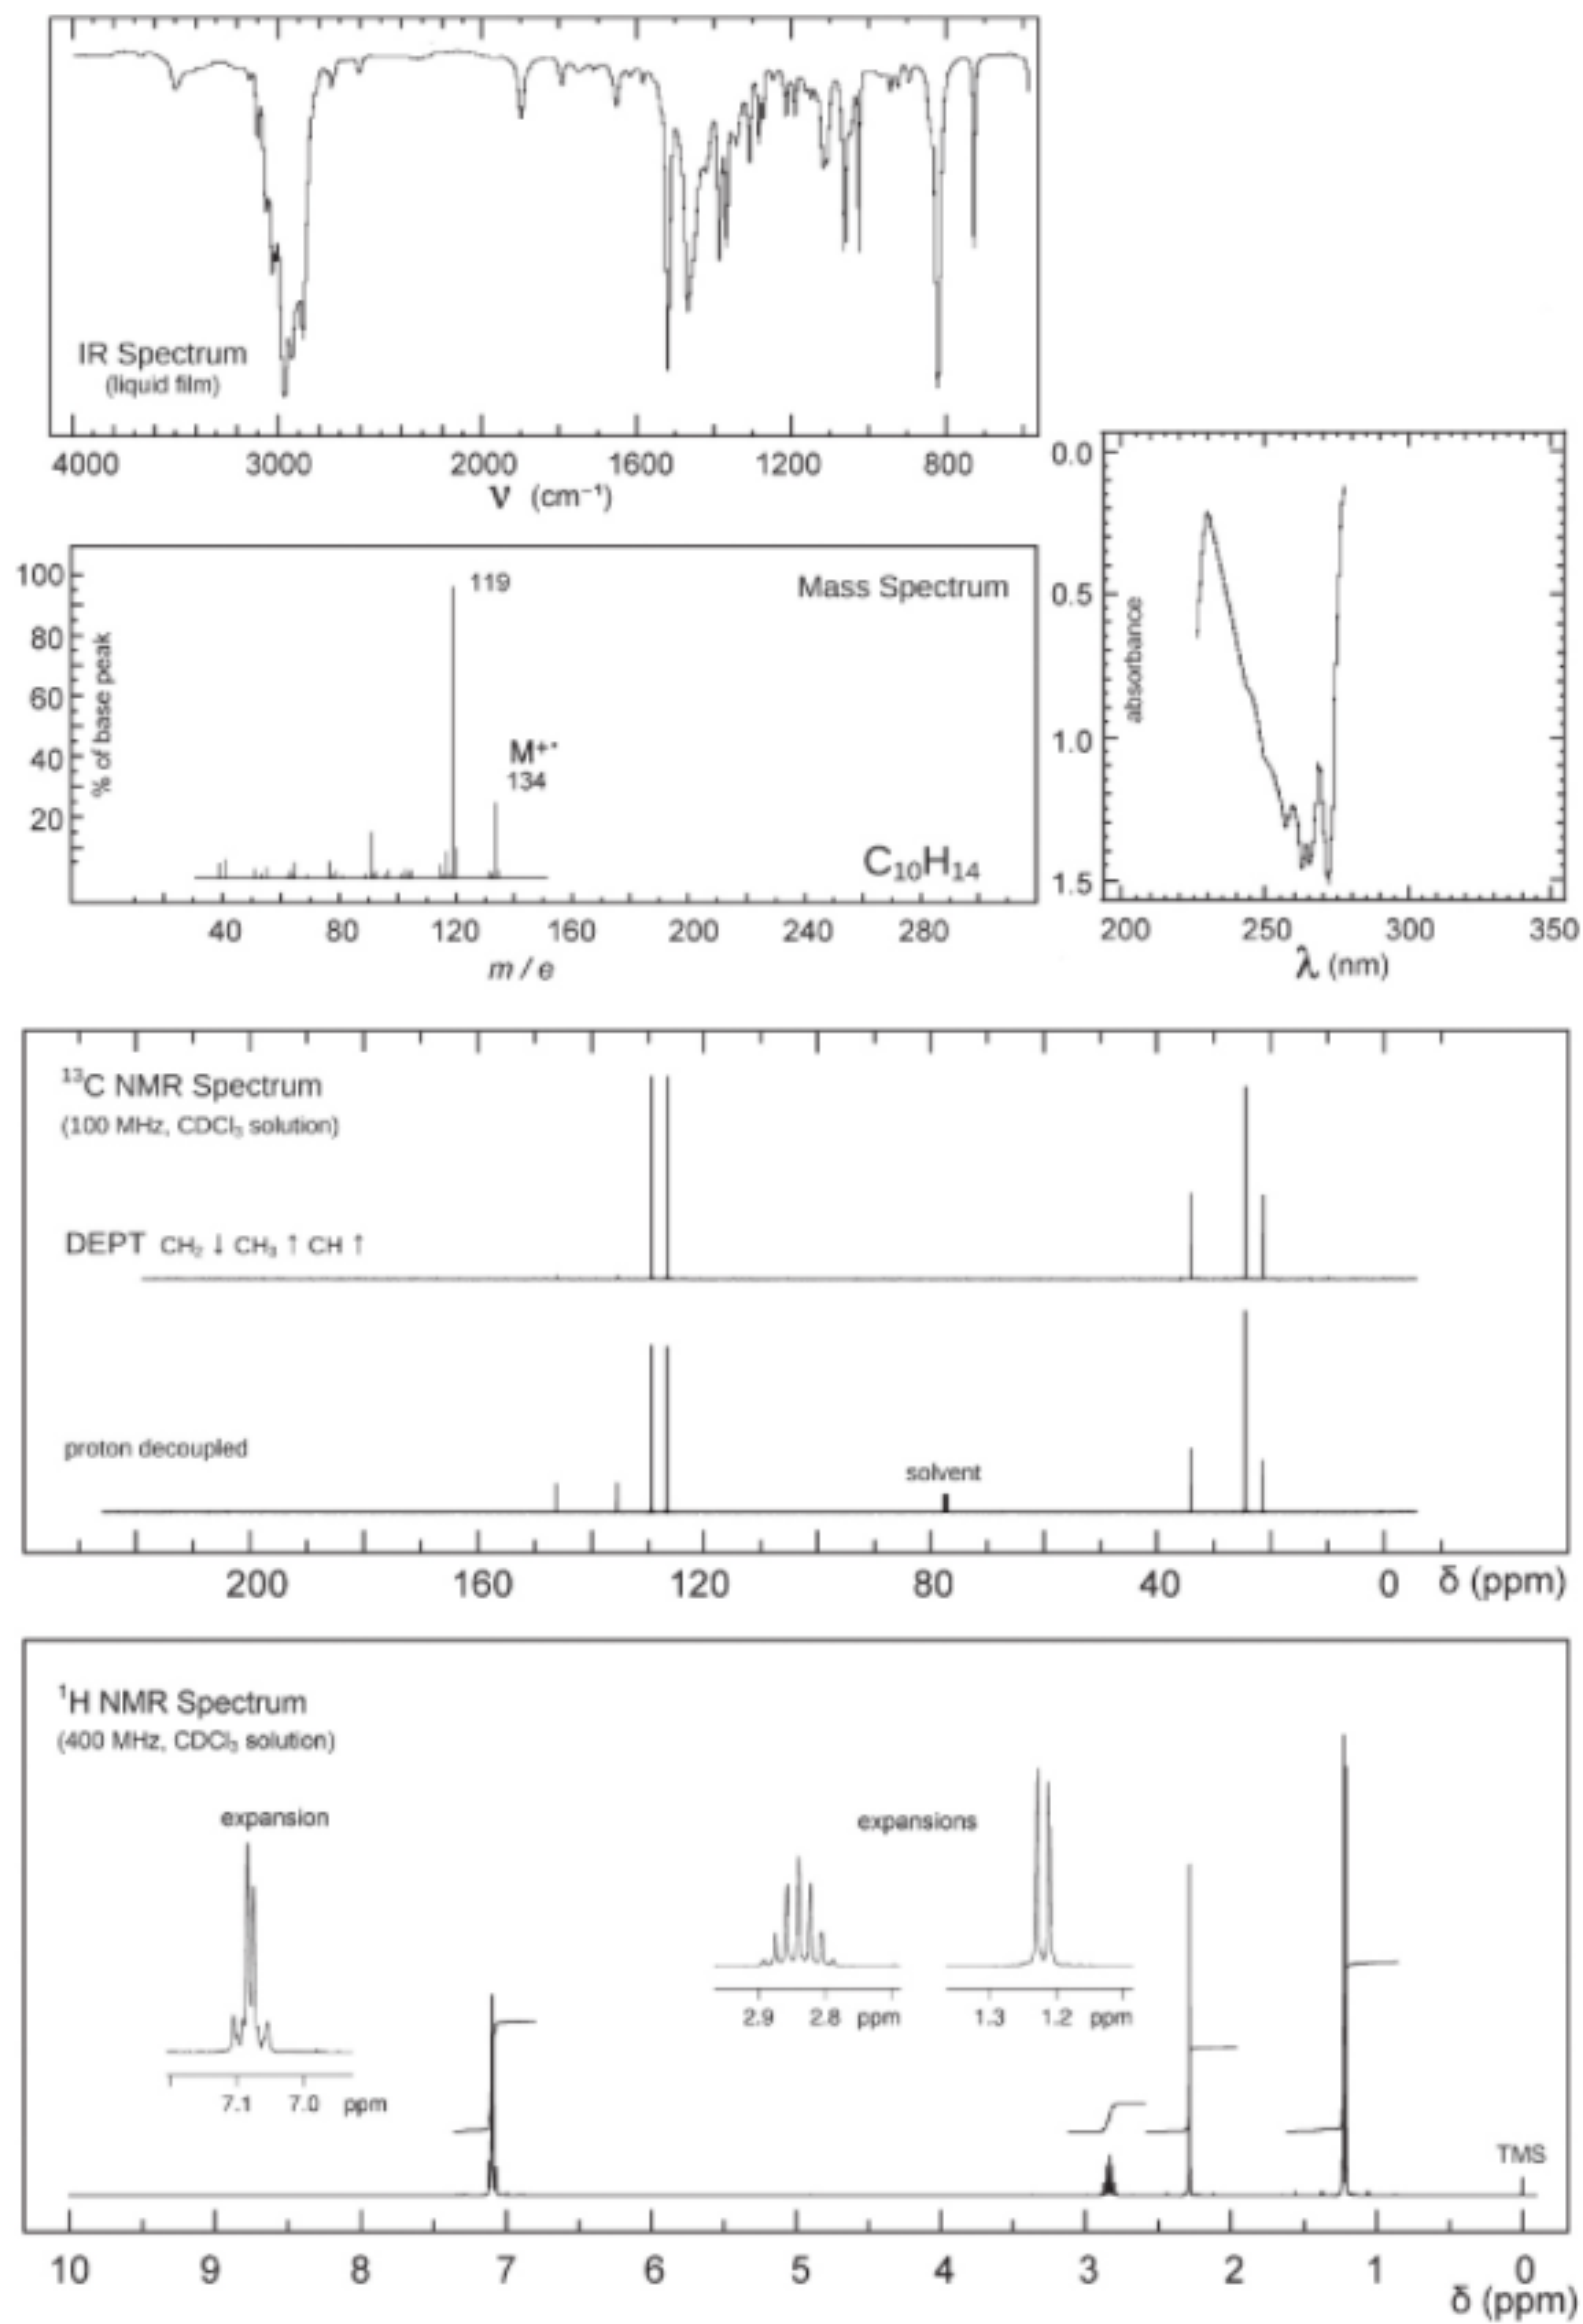 IR Spectrum
(liquid film)
4000 3000 2000 1600 1200 800
ν (cm⁻¹)
100
80
60
40
20
% of base peak
119
Mass Spectrum
M⁺˙
134
C₁₀H₁₄
40 80 120 160 200 240 280
m / e
0.0
0.5
1.0
1.5
absorbance
200 250 300 350
λ (nm)
¹³C NMR Spectrum
(100 MHz, CDCl₃ solution)
DEPT CH₂ ↓ CH₃ ↑ CH ↑
proton decoupled
solvent
200 160 120 80 40 0 δ (ppm)
¹H NMR Spectrum
(400 MHz, CDCl₃ solution)
expansion
expansions
2.9 2.8 ppm
1.3 1.2 ppm
7.1 7.0 ppm
TMS
10 9 8 7 6 5 4 3 2 1 0
δ (ppm)